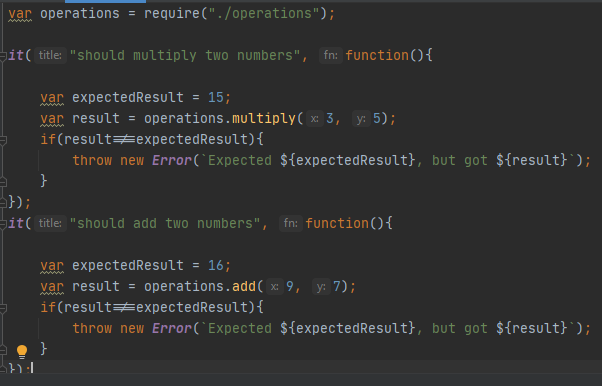 var operations = require("./operations");
it( title: "should multiply two numbers", fn: function(){
var expectedResult = 15;
var result = operations.multiply( x: 3, y: 5);
if(result!==expectedResult){
throw new Error(`Expected ${expectedResult}, but got ${result}`);
}
});
it( title: "should add two numbers", fn: function(){
var expectedResult = 16;
var result = operations.add( x: 9, y: 7);
if(result!==expectedResult){
throw new Error(`Expected ${expectedResult}, but got ${result}`);
}
});